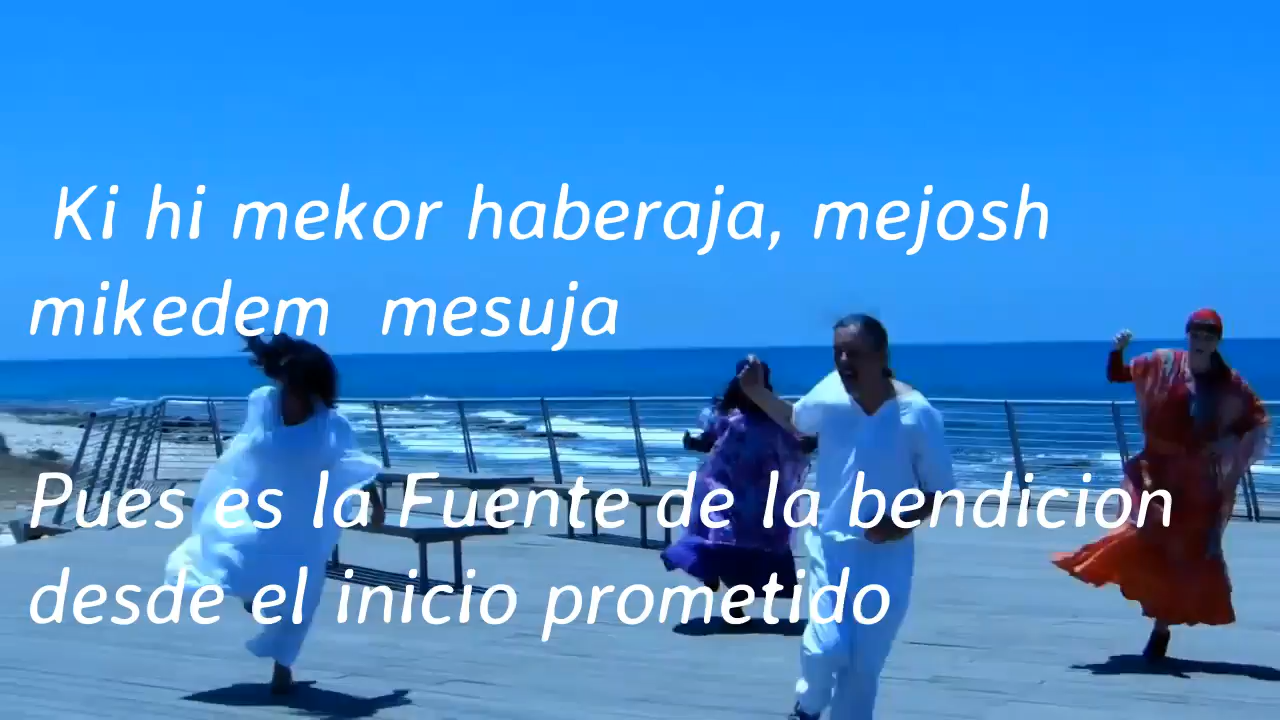 Ki hi mekor haberaja, mejosh
mikedem mesuja
Pues es la Fuente de la bendicion
desde el inicio prometido